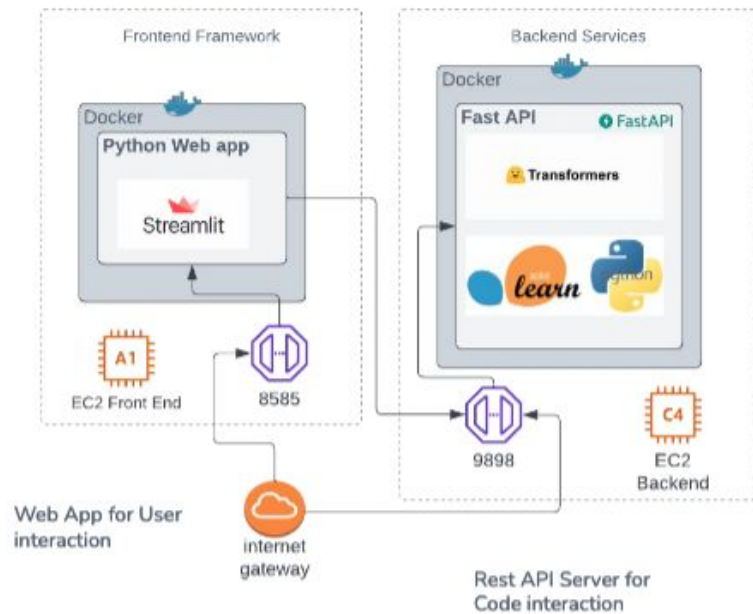 Frontend Framework
Backend Services
Docker
Python Web app
Streamlit
A1
EC2 Front End
8585
Docker
Fast API
FastAPI
Transformers
learn
python
9898
C4
EC2
Backend
Web App for User
interaction
internet
gateway
Rest API Server for
Code interaction